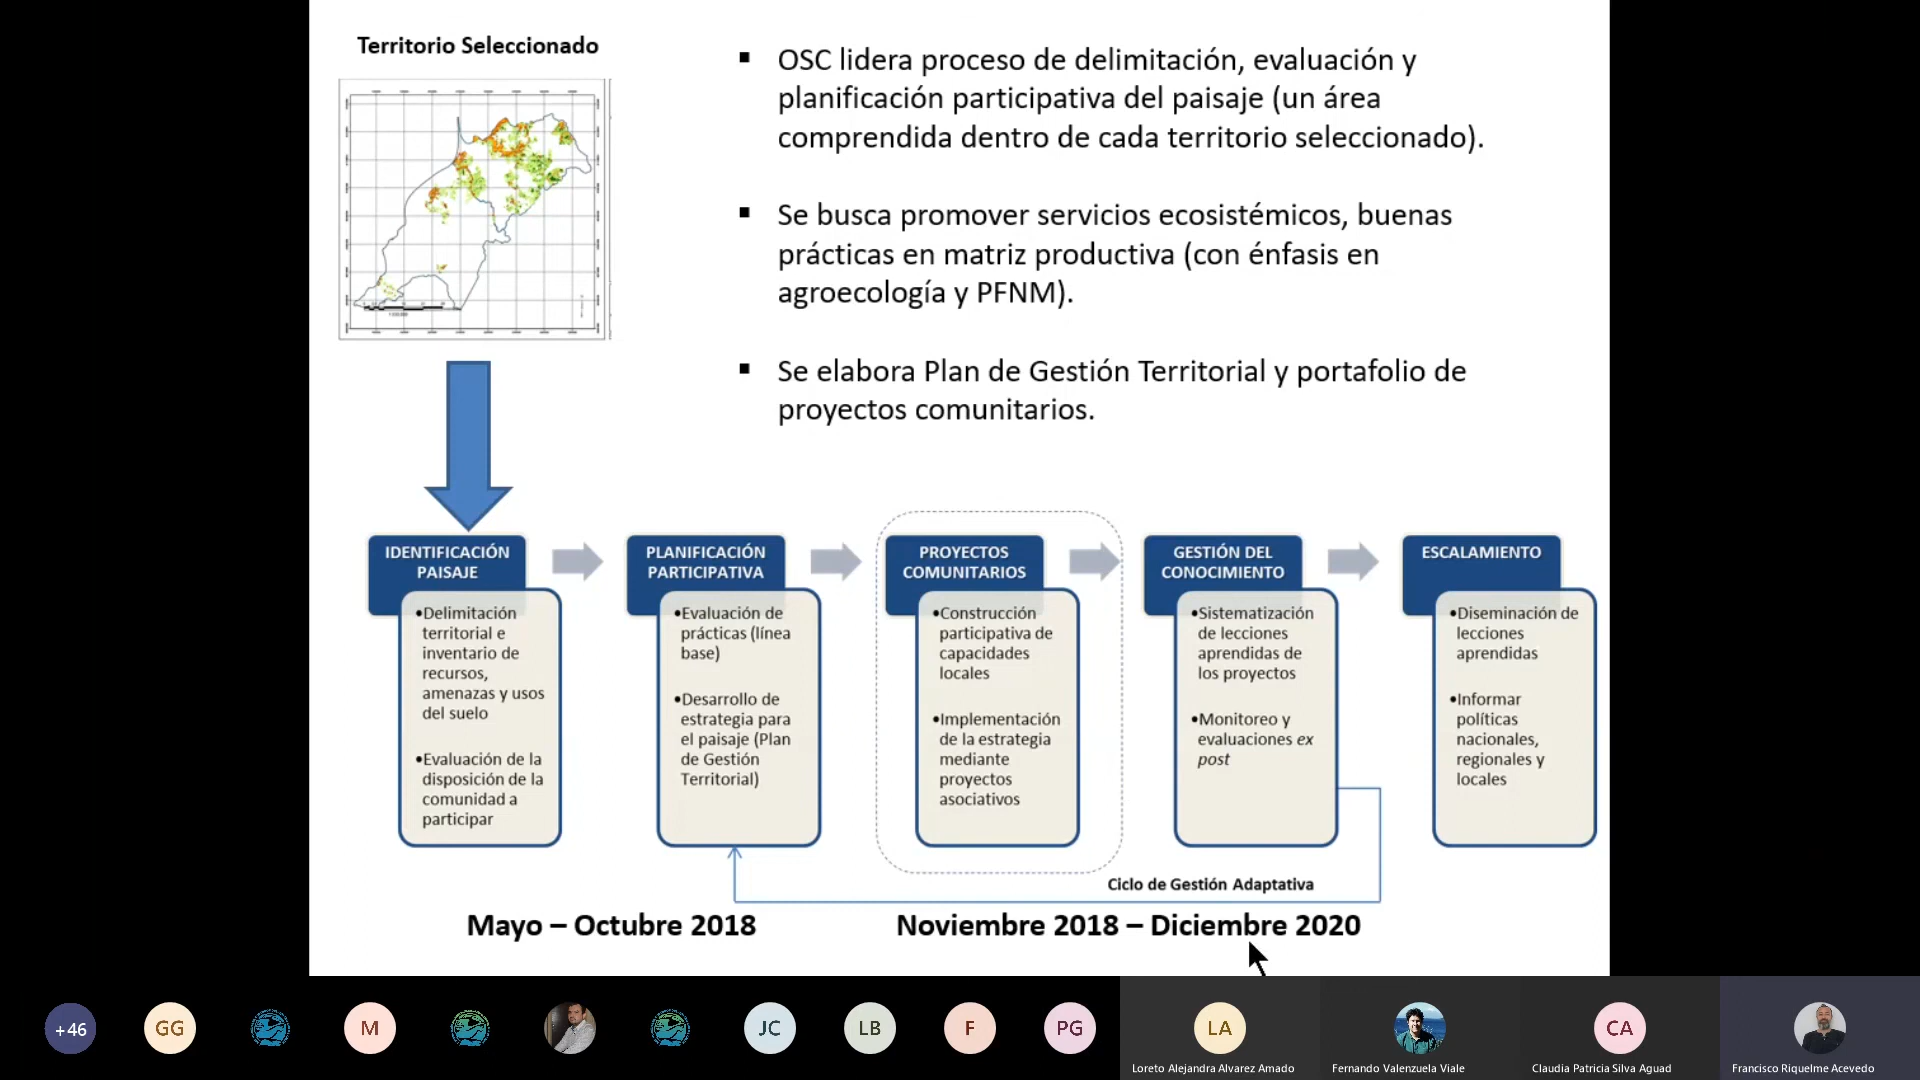 Territorio Seleccionado
▪ OSC lidera proceso de delimitación, evaluación y
planificación participativa del paisaje (un área
comprendida dentro de cada territorio seleccionado).
▪ Se busca promover servicios ecosistémicos, buenas
prácticas en matriz productiva (con énfasis en
agroecología y PFNM).
▪ Se elabora Plan de Gestión Territorial y portafolio de
proyectos comunitarios.
IDENTIFICACIÓN
PAISAJE
•Delimitación
territorial e
inventario de
recursos,
amenazas y usos
del suelo
•Evaluación de la
disposición de la
comunidad a
participar
PLANIFICACIÓN
PARTICIPATIVA
•Evaluación de
prácticas (línea
base)
•Desarrollo de
estrategia para
el paisaje (Plan
de Gestión
Territorial)
PROYECTOS
COMUNITARIOS
•Construcción
participativa de
capacidades
locales
•Implementación
de la estrategia
mediante
proyectos
asociativos
GESTIÓN DEL
CONOCIMIENTO
•Sistematización
de lecciones
aprendidas de
los proyectos
•Monitoreo y
evaluaciones ex
post
ESCALAMIENTO
•Diseminación de
lecciones
aprendidas
•Informar
políticas
nacionales,
regionales y
locales
Ciclo de Gestión Adaptativa
Mayo – Octubre 2018
Noviembre 2018 – Diciembre 2020
+46
GG
M
JC
LB
F
PG
LA
CA
Loreto Alejandra Alvarez Amado
Fernando Valenzuela Viale
Claudia Patricia Silva Aguad
Francisco Riquelme Acevedo